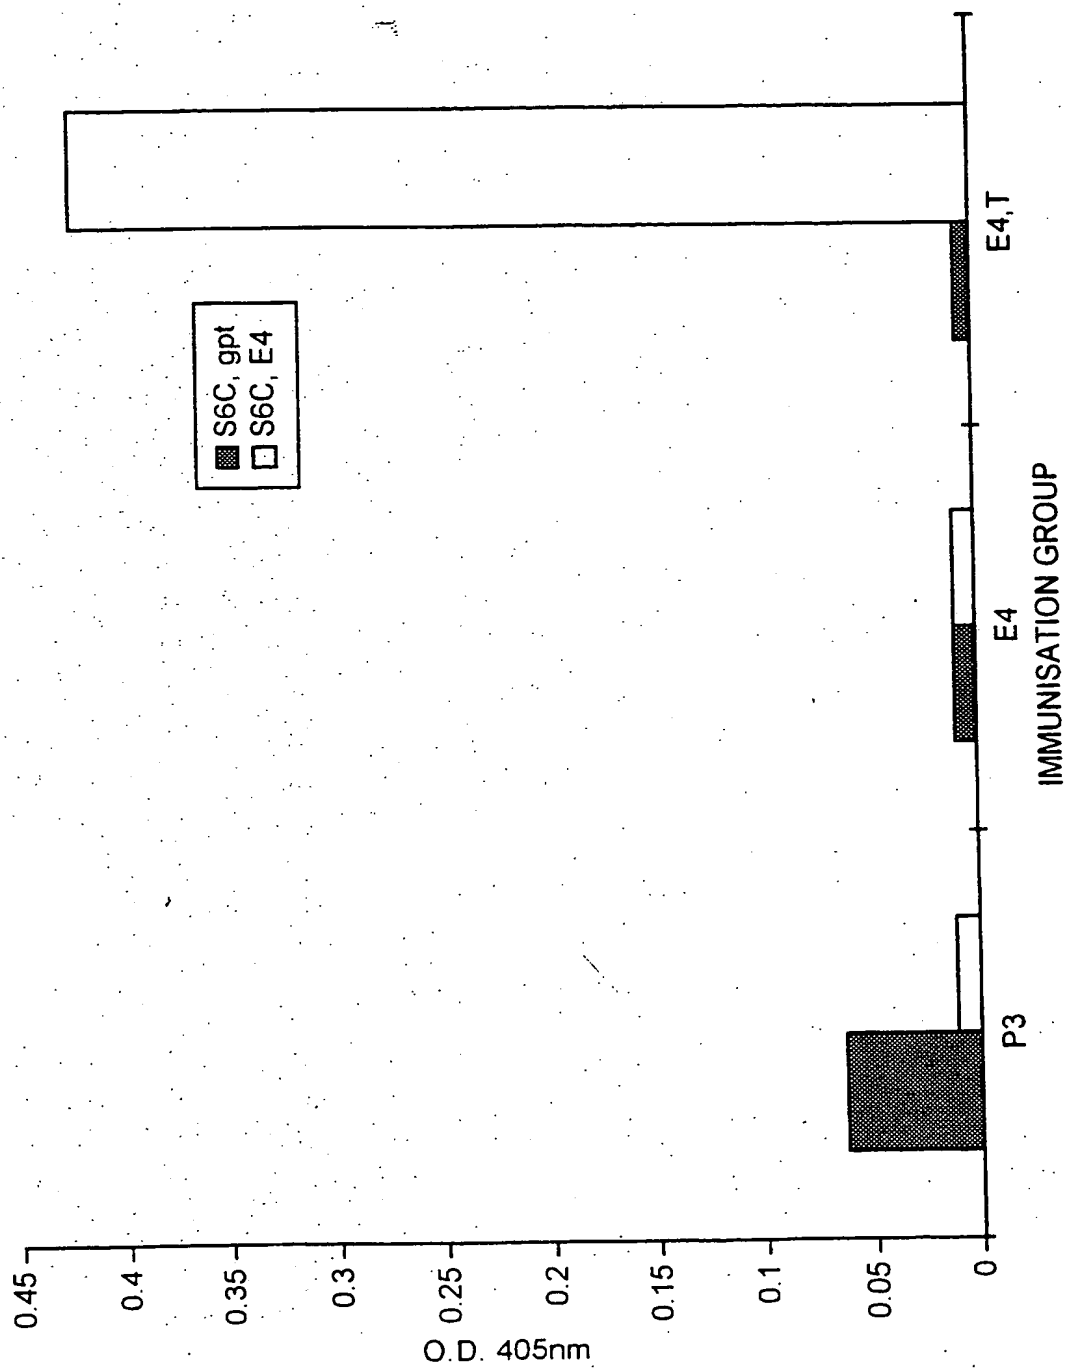 0.45
0.4
0.35
0.3
0.25
0.2
0.15
0.1
0.05
0
O.D. 405nm
S6C, gpt
S6C, E4
P3
E4
E4,T
IMMUNISATION GROUP